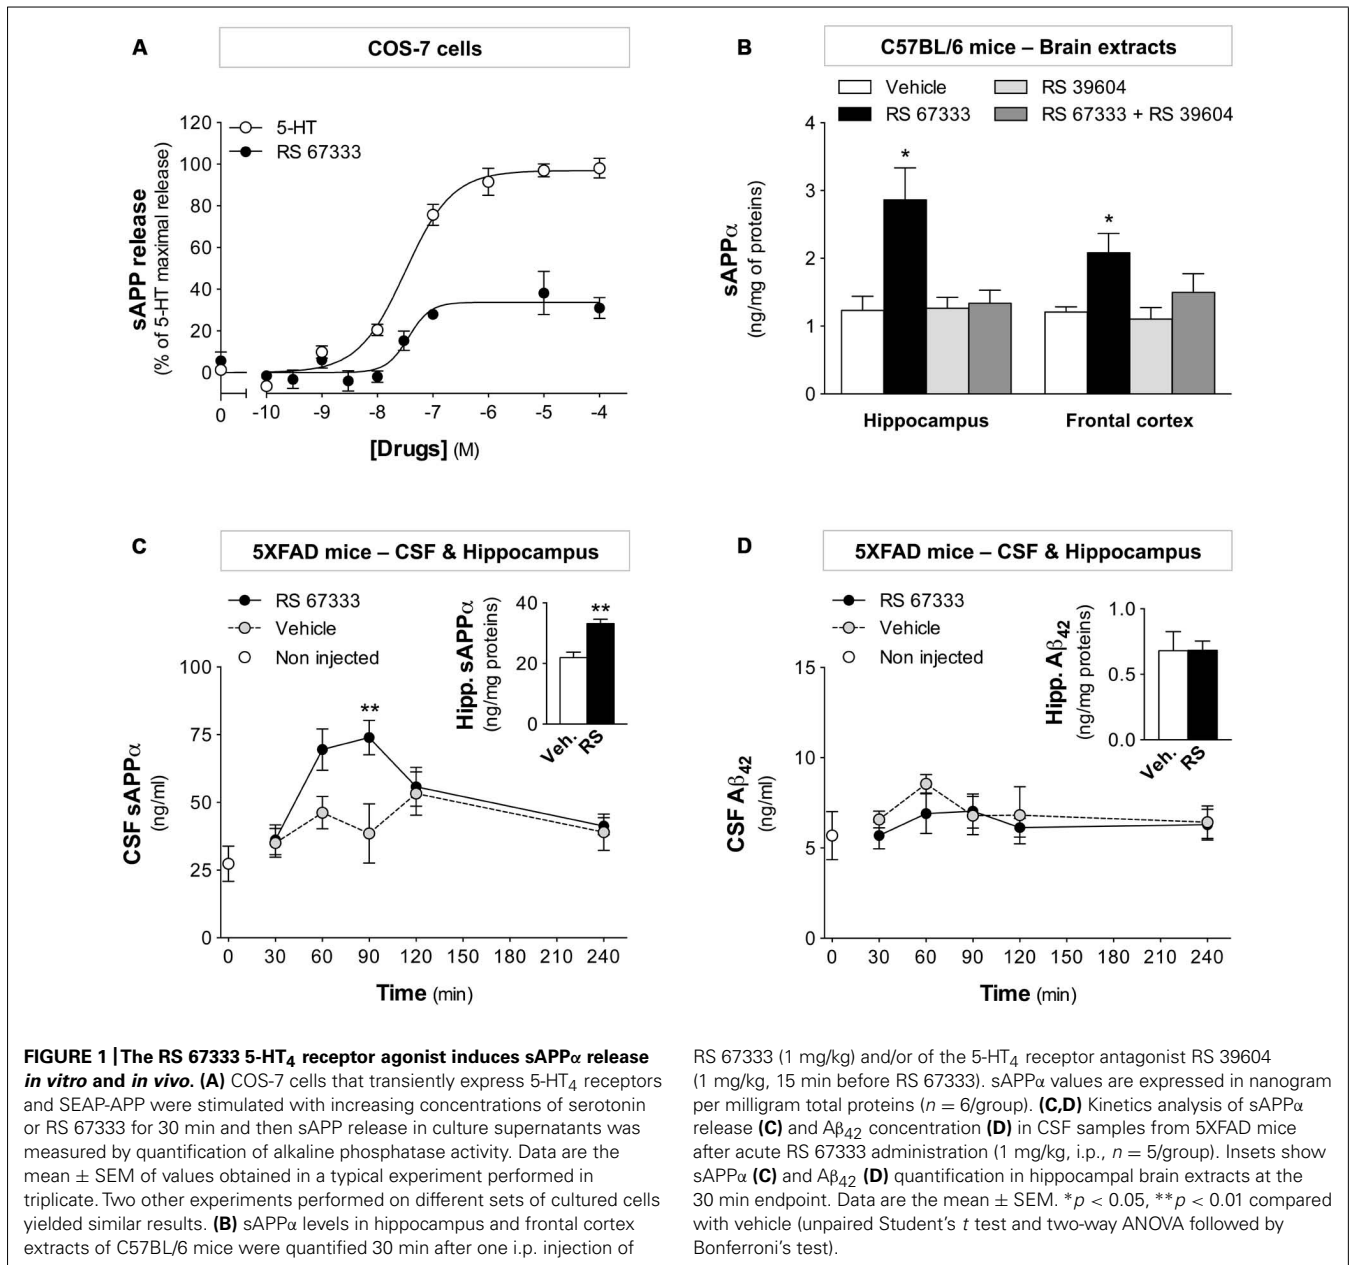 A
COS-7 cells
5-HT
RS 67333
120
100
80
60
40
20
0
sAPP release
(% of 5-HT maximal release)
0 -10 -9 -8 -7 -6 -5 -4
[Drugs] (M)
B
C57BL/6 mice – Brain extracts
Vehicle RS 39604
RS 67333 RS 67333 + RS 39604
4
3
2
1
0
sAPPα
(ng/mg of proteins)
* *
Hippocampus Frontal cortex
C
5XFAD mice – CSF & Hippocampus
RS 67333
Vehicle
Non injected
100
75
50
25
0
CSF sAPPα
(ng/ml)
**
0 30 60 90 120 150 180 210 240
Time (min)
Hipp. sAPPα
(ng/mg proteins)
40
20
0
**
Veh. RS
D
5XFAD mice – CSF & Hippocampus
RS 67333
Vehicle
Non injected
15
10
5
0
CSF Aβ42
(ng/ml)
0 30 60 90 120 150 180 210 240
Time (min)
Hipp. Aβ42
(ng/mg proteins)
1.0
0.5
0.0
Veh. RS
FIGURE 1 | The RS 67333 5-HT4 receptor agonist induces sAPPα release
in vitro and in vivo. (A) COS-7 cells that transiently express 5-HT4 receptors
and SEAP-APP were stimulated with increasing concentrations of serotonin
or RS 67333 for 30 min and then sAPP release in culture supernatants was
measured by quantification of alkaline phosphatase activity. Data are the
mean ± SEM of values obtained in a typical experiment performed in
triplicate. Two other experiments performed on different sets of cultured cells
yielded similar results. (B) sAPPα levels in hippocampus and frontal cortex
extracts of C57BL/6 mice were quantified 30 min after one i.p. injection of
RS 67333 (1 mg/kg) and/or of the 5-HT4 receptor antagonist RS 39604
(1 mg/kg, 15 min before RS 67333). sAPPα values are expressed in nanogram
per milligram total proteins (n = 6/group). (C,D) Kinetics analysis of sAPPα
release (C) and Aβ42 concentration (D) in CSF samples from 5XFAD mice
after acute RS 67333 administration (1 mg/kg, i.p., n = 5/group). Insets show
sAPPα (C) and Aβ42 (D) quantification in hippocampal brain extracts at the
30 min endpoint. Data are the mean ± SEM. *p < 0.05, **p < 0.01 compared
with vehicle (unpaired Student's t test and two-way ANOVA followed by
Bonferroni's test).